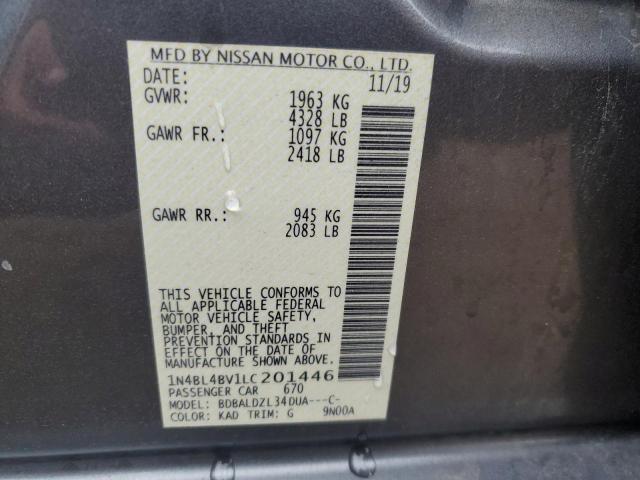 MFD BY NISSAN MOTOR CO., LTD.
DATE: 11/19
GVWR: 1963 KG
4328 LB
GAWR FR.: 1097 KG
2418 LB
GAWR RR.: 945 KG
2083 LB
THIS VEHICLE CONFORMS TO
ALL APPLICABLE FEDERAL
MOTOR VEHICLE SAFETY,
BUMPER, AND THEFT
PREVENTION STANDARDS IN
EFFECT ON THE DATE OF
MANUFACTURE SHOWN ABOVE.
1N4BL4BV1LC201446
PASSENGER CAR 670
MODEL: BDBALDZL34DUA---C-
COLOR: KAD TRIM: G 9N00A